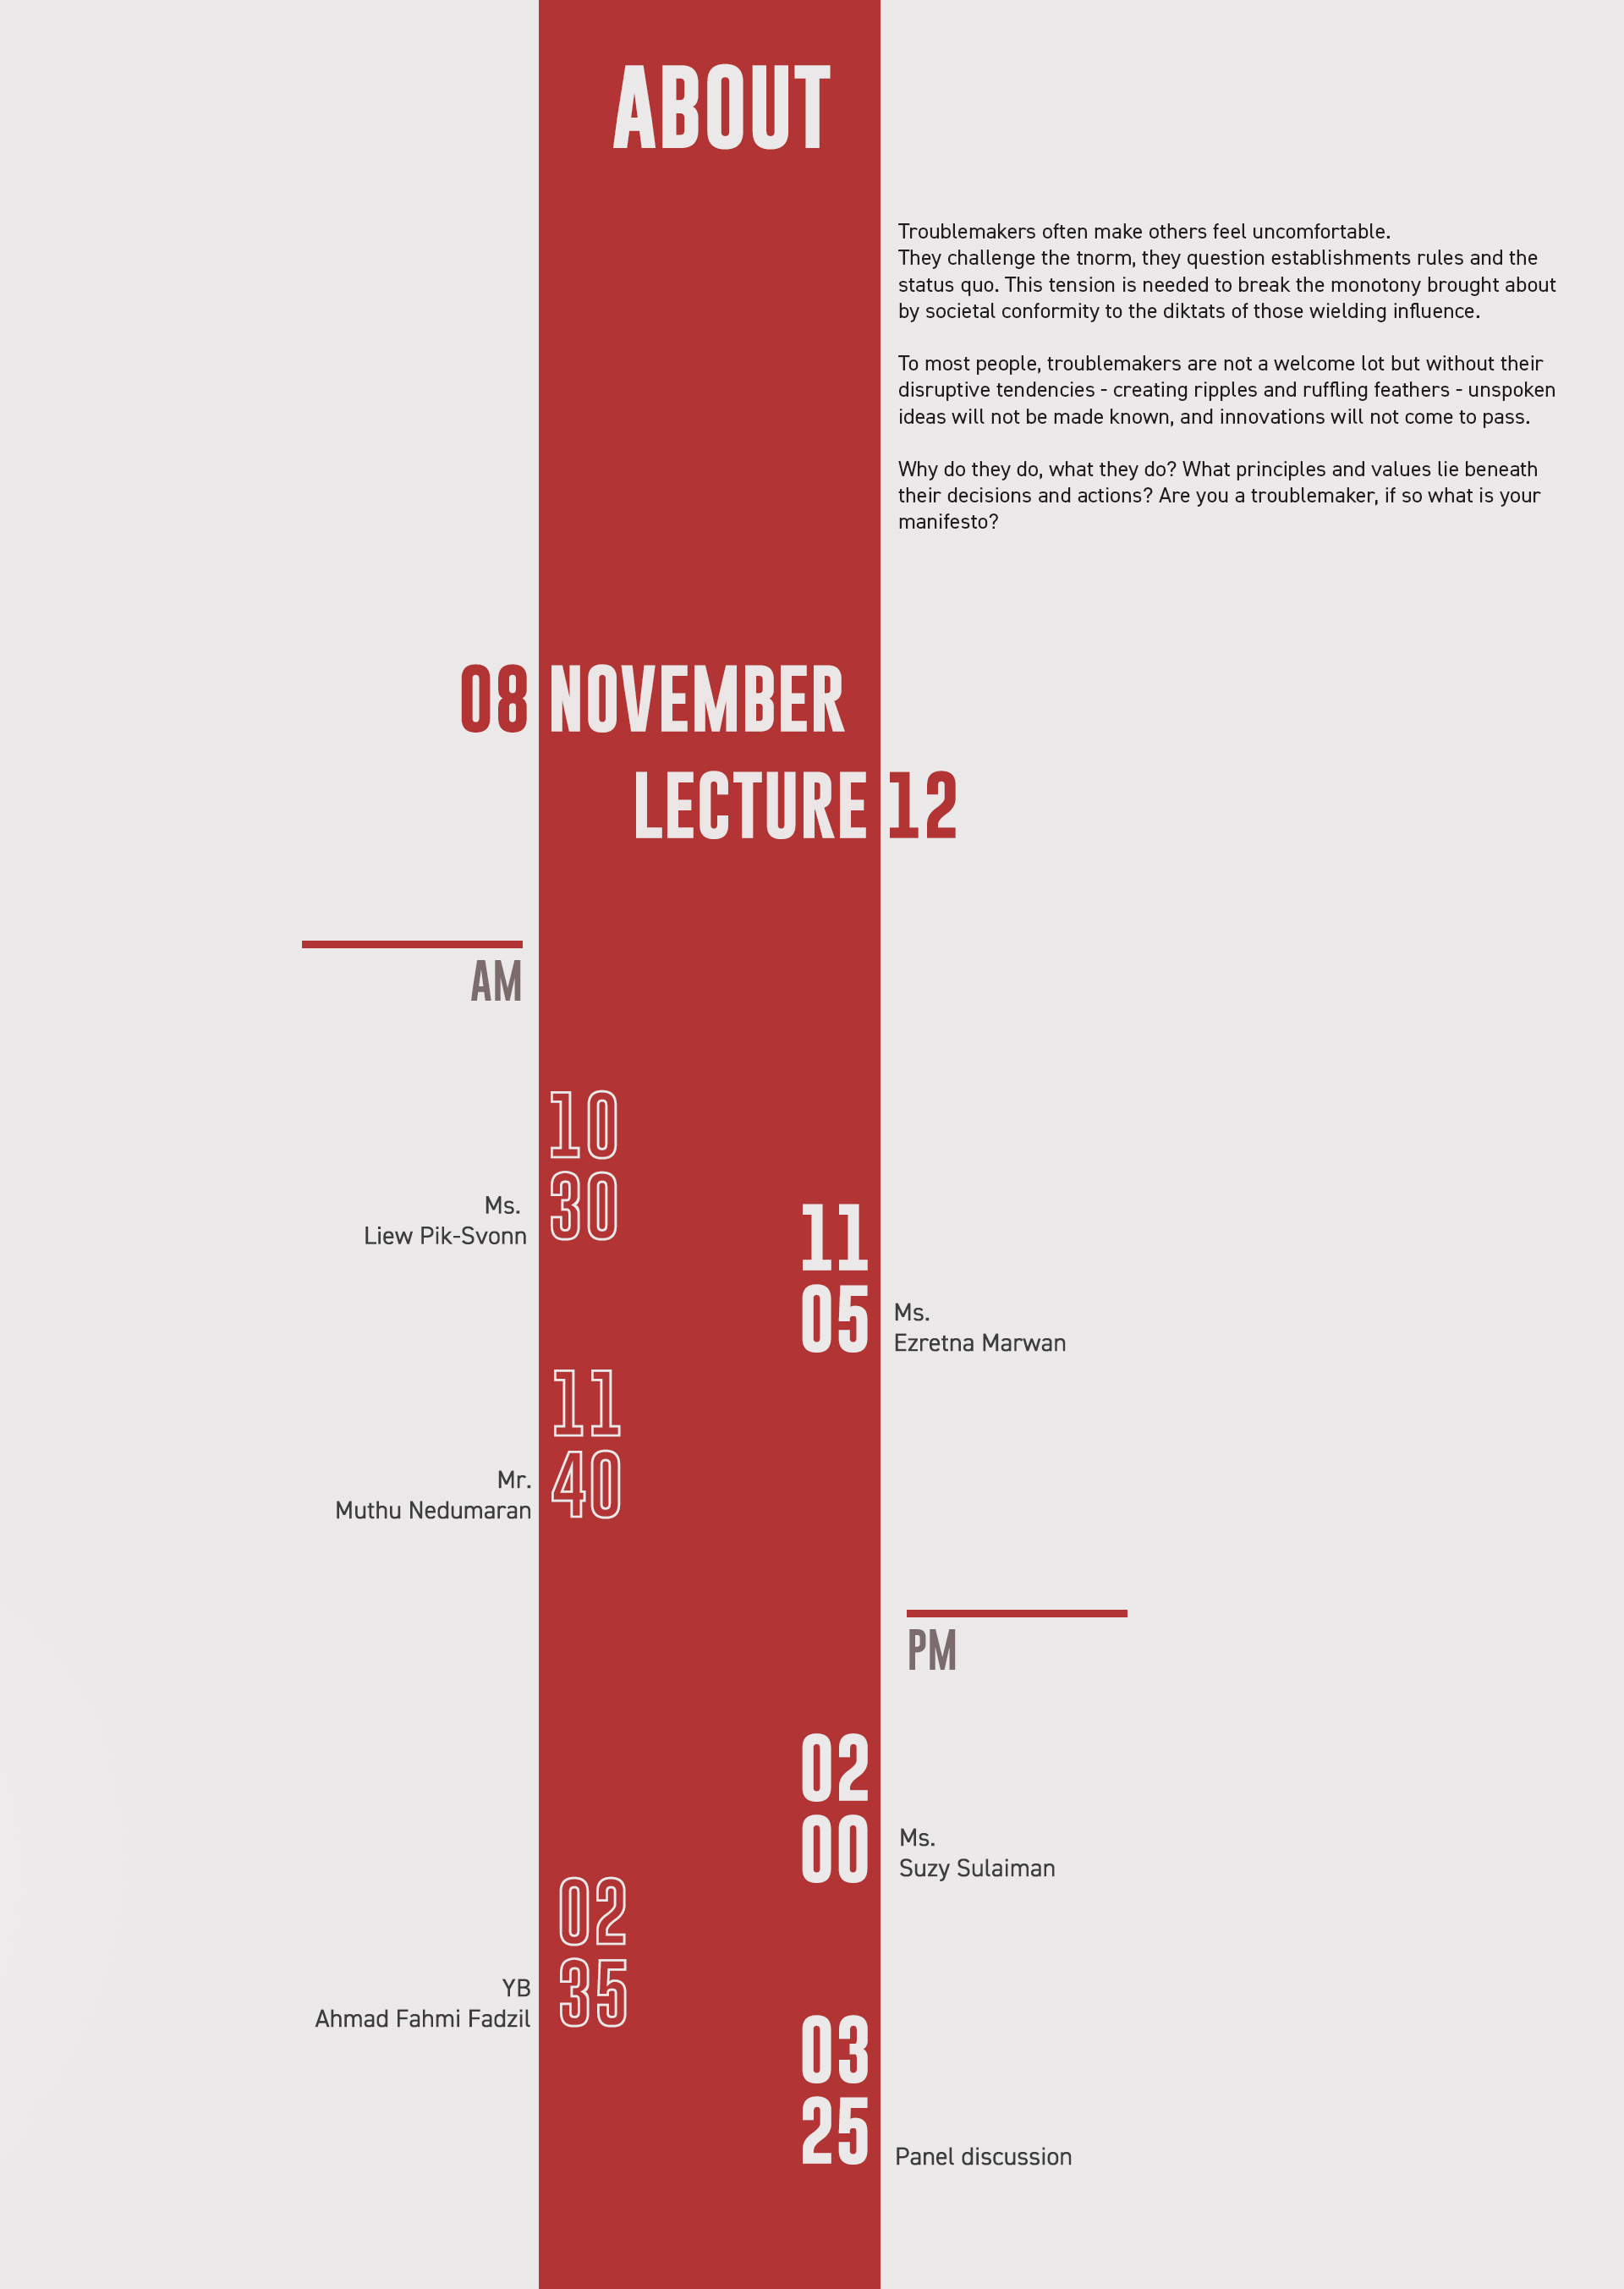 ABOUT
Troublemakers often make others feel uncomfortable.
They challenge the tnorm, they question establishments rules and the
status quo. This tension is needed to break the monotony brought about
by societal conformity to the diktats of those wielding influence.
To most people, troublemakers are not a welcome lot but without their
disruptive tendencies - creating ripples and ruffling feathers - unspoken
ideas will not be made known, and innovations will not come to pass.
Why do they do, what they do? What principles and values lie beneath
their decisions and actions? Are you a troublemaker, if so what is your
manifesto?
08 NOVEMBER
LECTURE 12
AM
10
30
Ms.
Liew Pik-Svonn
11
05
Ms.
Ezretna Marwan
11
40
Mr.
Muthu Nedumaran
PM
02
00
Ms.
Suzy Sulaiman
02
35
YB
Ahmad Fahmi Fadzil
03
25
Panel discussion